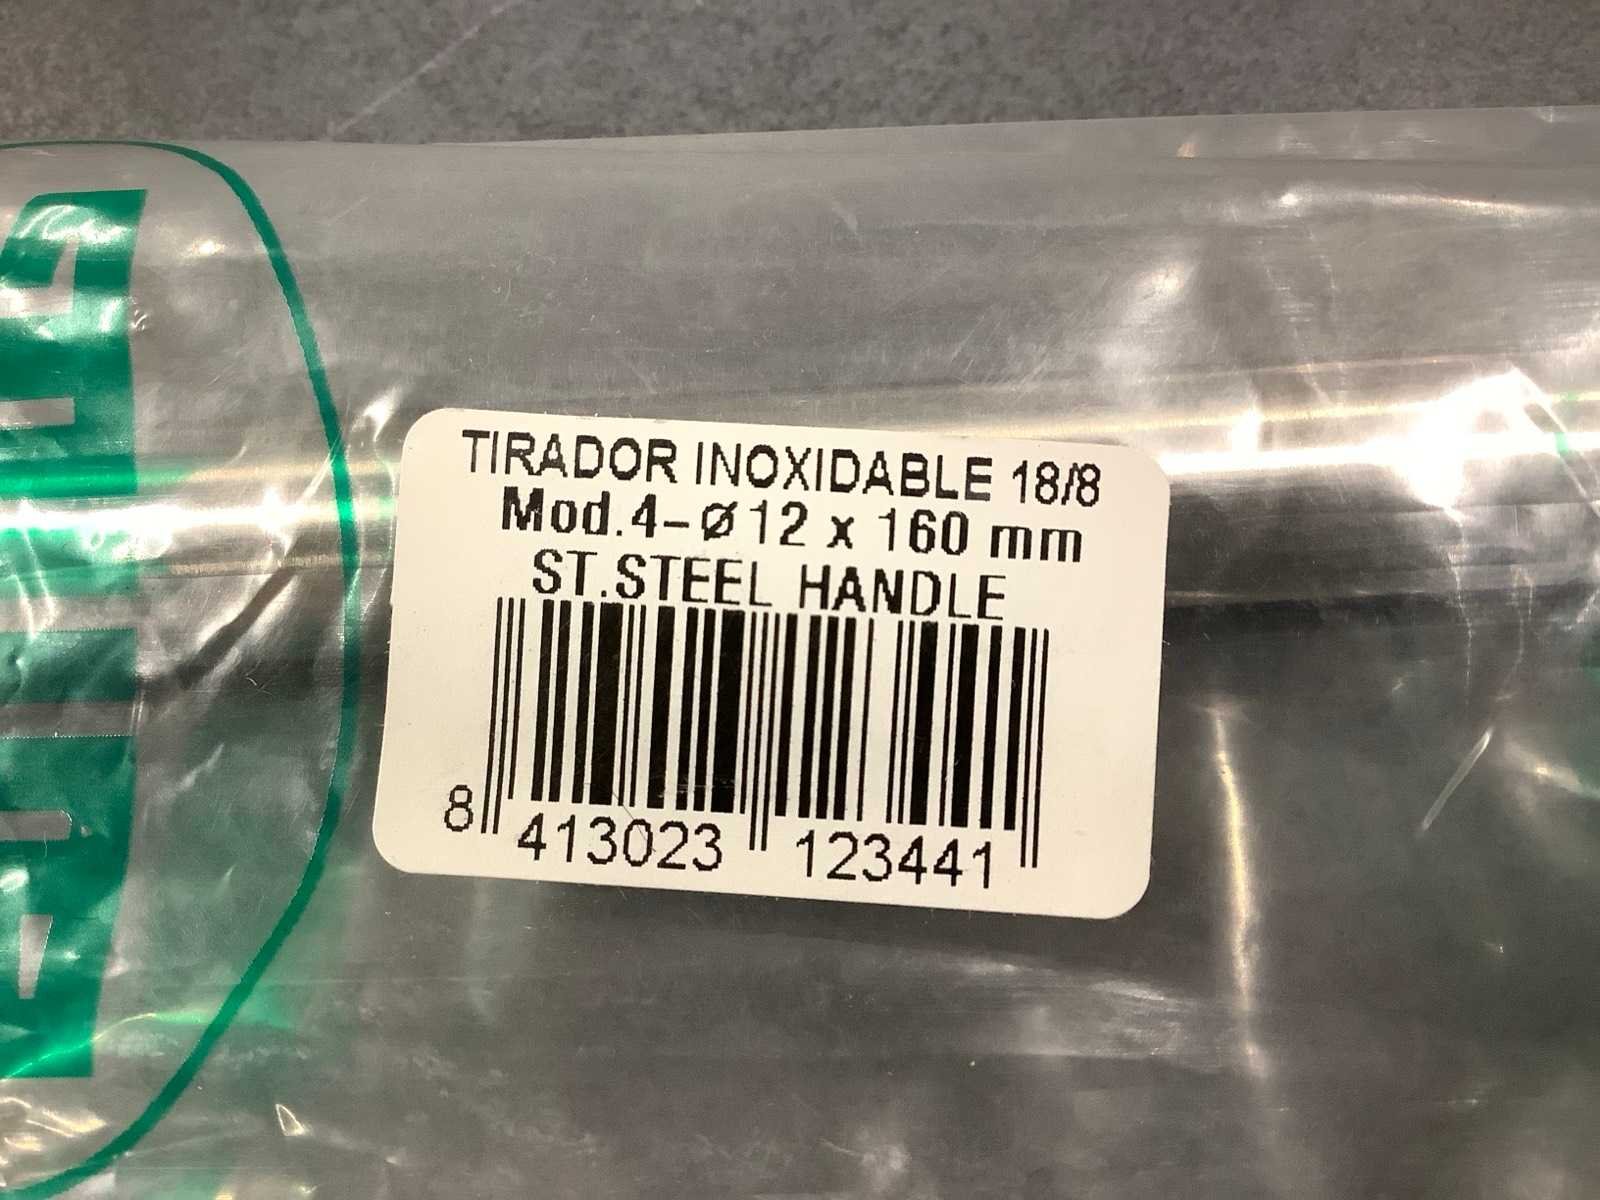 TIRADOR INOXIDABLE 18/8
Mod.4-Ø12 x 160 mm
ST.STEEL HANDLE
8 413023 123441